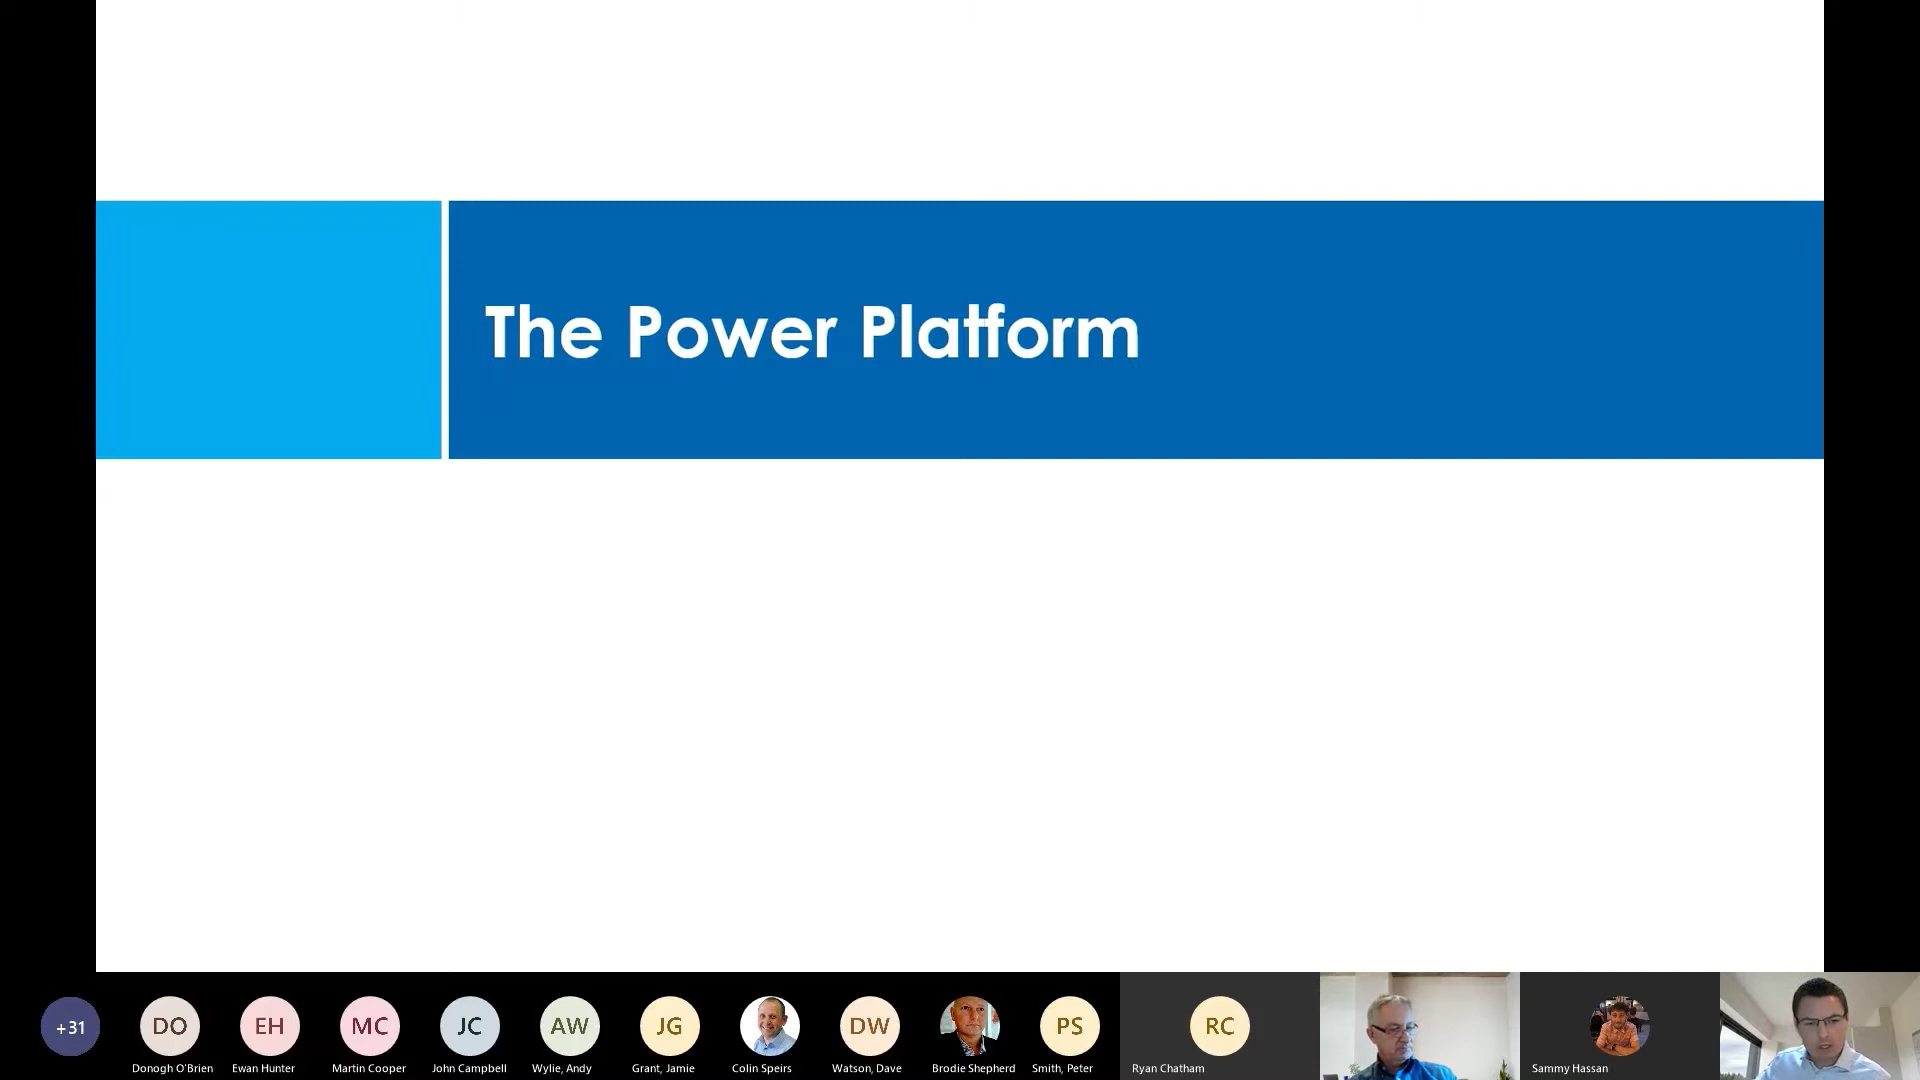 The Power Platform
+31
DO
EH
MC
JC
AW
JG
DW
PS
RC
Donogh O'Brien
Ewan Hunter
Martin Cooper
John Campbell
Wylie, Andy
Grant, Jamie
Colin Speirs
Watson, Dave
Brodie Shepherd
Smith, Peter
Ryan Chatham
Sammy Hassan